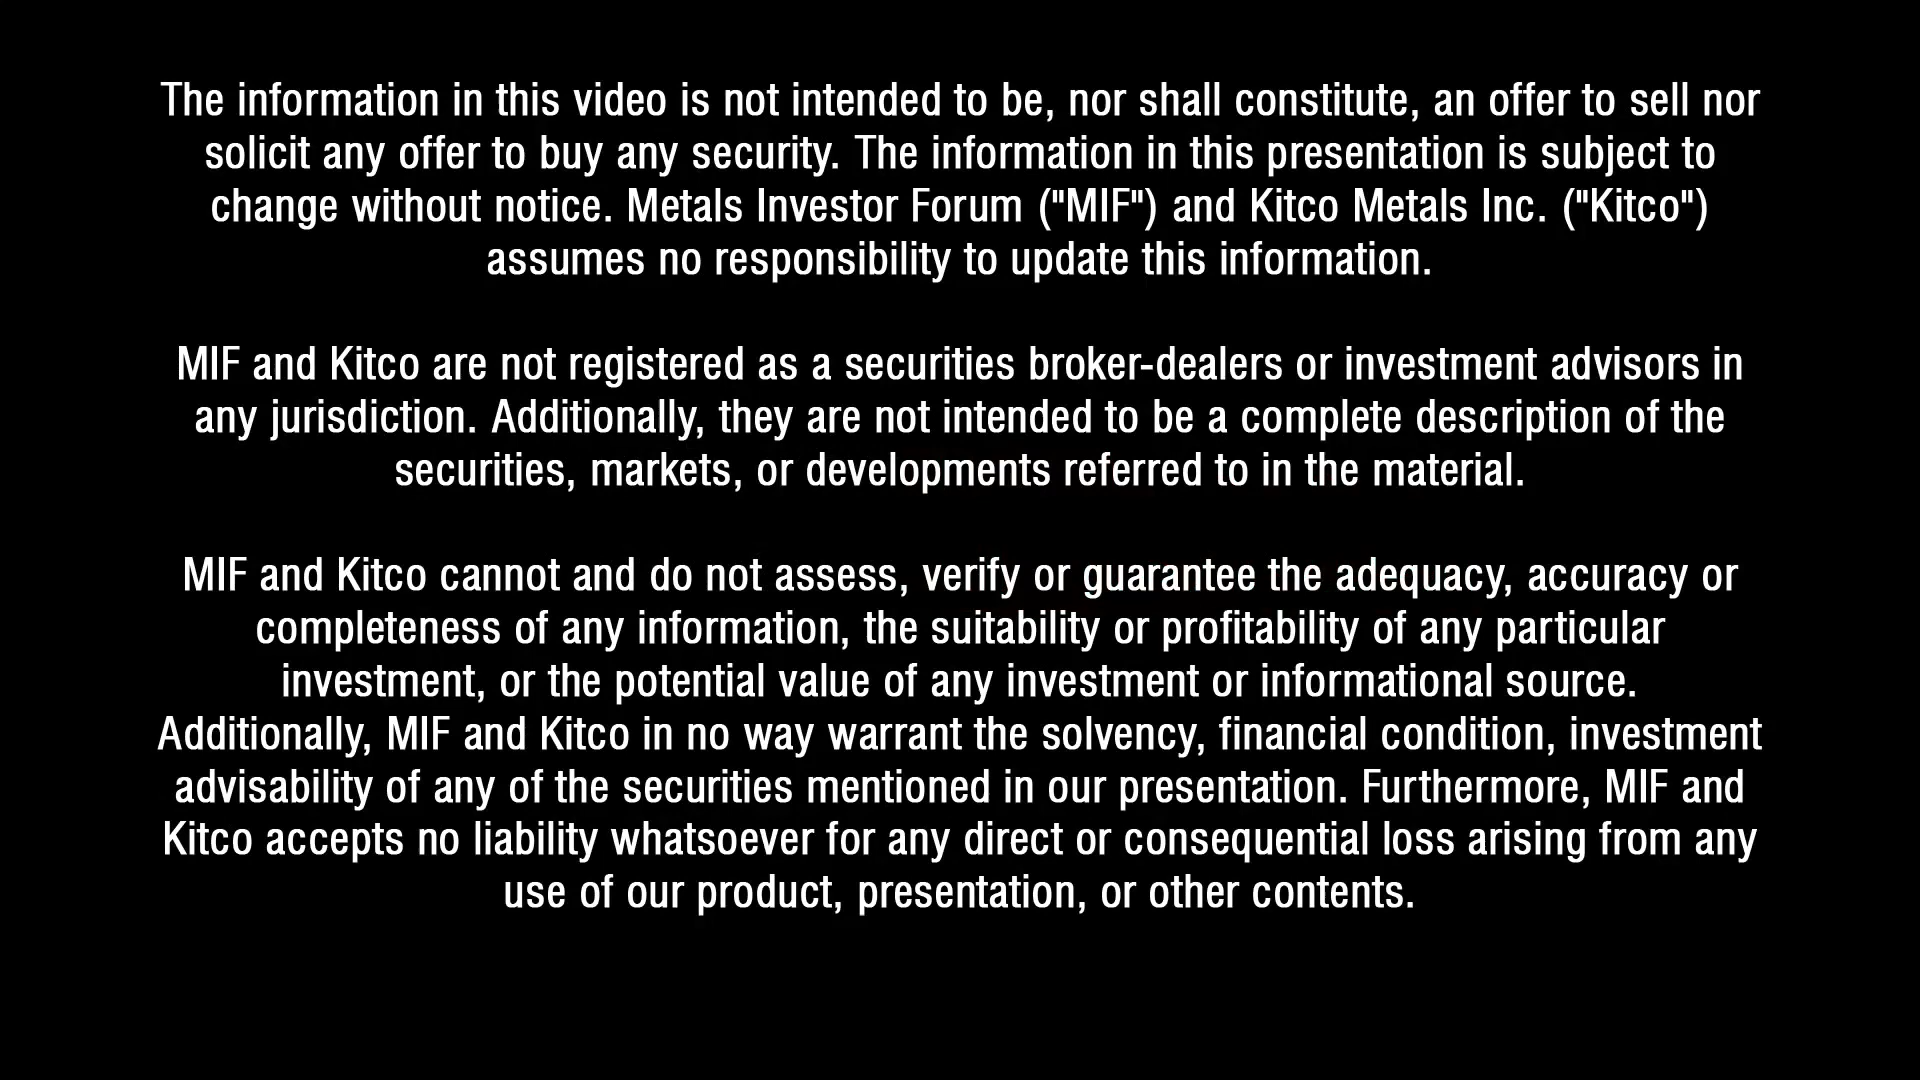 The information in this video is not intended to be, nor shall constitute, an offer to sell nor
solicit any offer to buy any security. The information in this presentation is subject to
change without notice. Metals Investor Forum ("MIF") and Kitco Metals Inc. ("Kitco")
assumes no responsibility to update this information.
MIF and Kitco are not registered as a securities broker-dealers or investment advisors in
any jurisdiction. Additionally, they are not intended to be a complete description of the
securities, markets, or developments referred to in the material.
MIF and Kitco cannot and do not assess, verify or guarantee the adequacy, accuracy or
completeness of any information, the suitability or profitability of any particular
investment, or the potential value of any investment or informational source.
Additionally, MIF and Kitco in no way warrant the solvency, financial condition, investment
advisability of any of the securities mentioned in our presentation. Furthermore, MIF and
Kitco accepts no liability whatsoever for any direct or consequential loss arising from any
use of our product, presentation, or other contents.